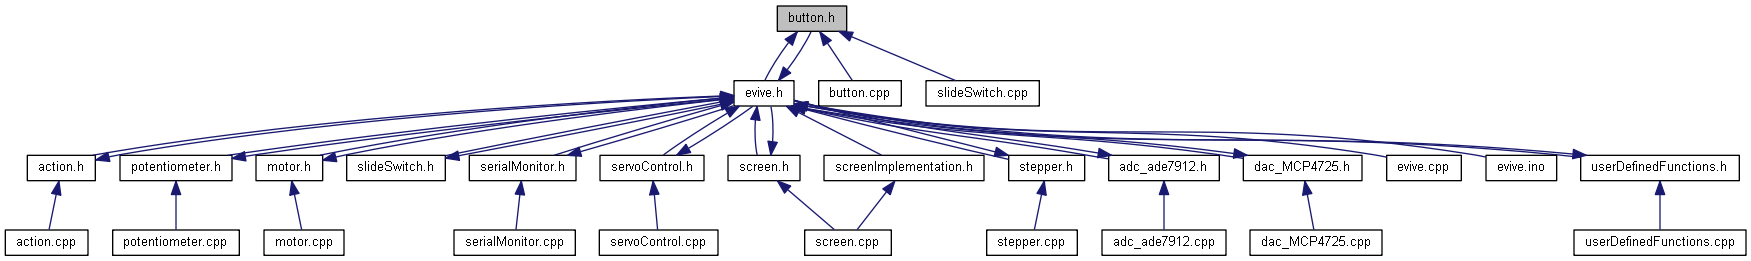 button.h
evive.h
button.cpp
slideSwitch.cpp
action.h
potentiometer.h
motor.h
slideSwitch.h
serialMonitor.h
servoControl.h
screen.h
screenImplementation.h
stepper.h
adc_ade7912.h
dac_MCP4725.h
evive.cpp
evive.ino
userDefinedFunctions.h
action.cpp
potentiometer.cpp
motor.cpp
serialMonitor.cpp
servoControl.cpp
screen.cpp
stepper.cpp
adc_ade7912.cpp
dac_MCP4725.cpp
userDefinedFunctions.cpp